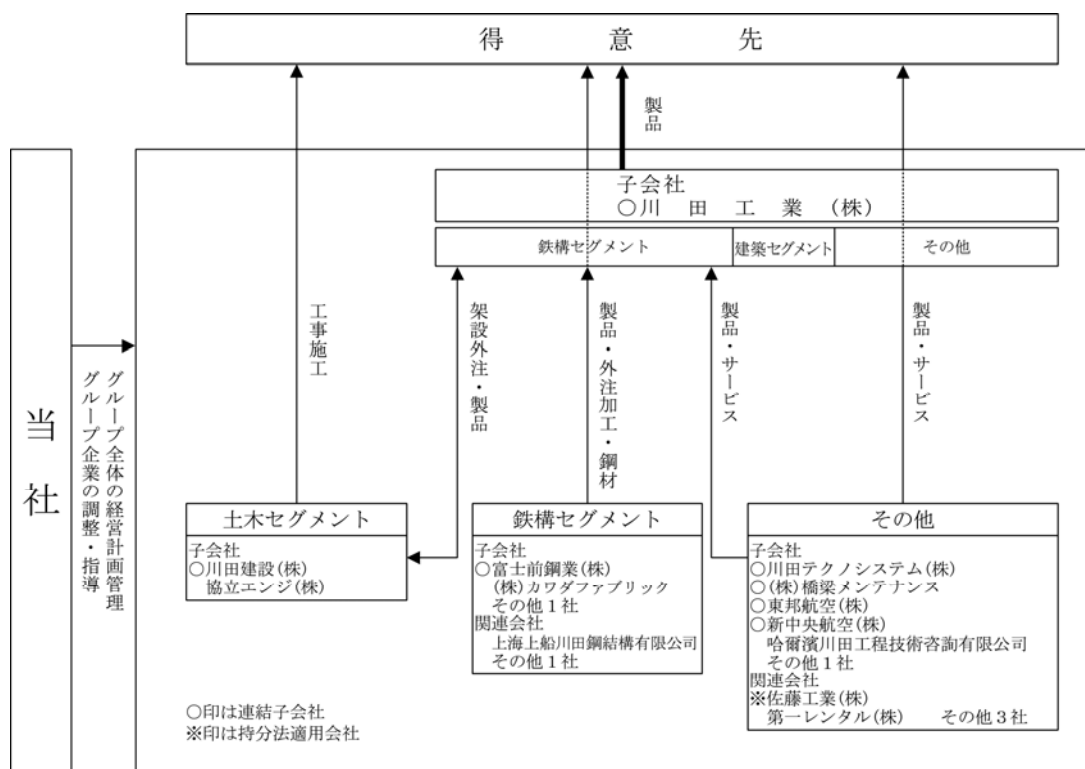 得意先
製品
子会社
○川田工業(株)
鉄構セグメント
建築セグメント
その他
工事施工
架設外注・製品
製品・外注加工・鋼材
製品・サービス
製品・サービス
当社
グループ全体の経営計画管理
グループ企業の調整・指導
土木セグメント
子会社
○川田建設(株)
協立エンジ(株)
鉄構セグメント
子会社
○富士前鋼業(株)
(株)カワダファブリック
その他1社
関連会社
上海上船川田鋼結構有限公司
その他1社
その他
子会社
○川田テクノシステム(株)
○(株)橋梁メンテナンス
○東邦航空(株)
○新中央航空(株)
哈爾濱川田工程技術咨詢有限公司
その他1社
関連会社
※佐藤工業(株)
第一レンタル(株) その他3社
○印は連結子会社
※印は持分法適用会社